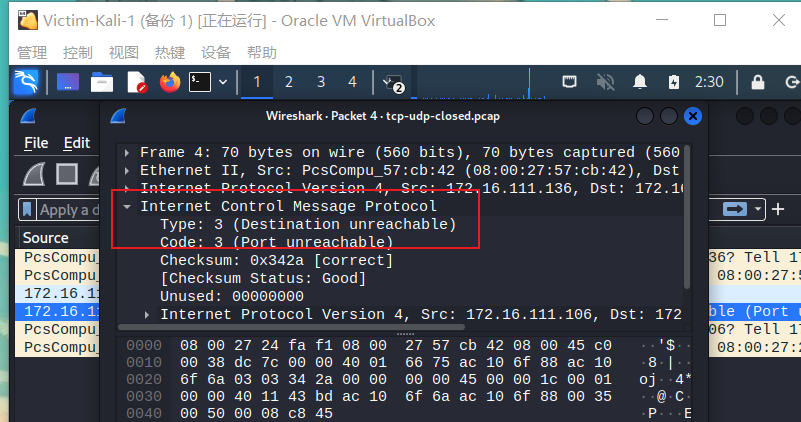 Victim-Kali-1 (备份 1) [正在运行] - Oracle VM VirtualBox
管理 控制 视图 热键 设备 帮助
1 2 3 4 2 2:30
Wireshark · Packet 4 · tcp-udp-closed.pcap
File Edit
Frame 4: 70 bytes on wire (560 bits), 70 bytes captured (560
Ethernet II, Src: PcsCompu_57:cb:42 (08:00:27:57:cb:42), Dst
Internet Protocol Version 4, Src: 172.16.111.136, Dst: 172.1
Internet Control Message Protocol
Apply a d
Type: 3 (Destination unreachable)
Source
Code: 3 (Port unreachable)
PcsCompu_
Checksum: 0x342a [correct]
36? Tell 17
PcsCompu_
[Checksum Status: Good]
08:00:27:5
172.16.11
Unused: 00000000
172.16.11
Internet Protocol Version 4, Src: 172.16.111.106, Dst: 172
ble (Port u
PcsCompu_
06? Tell 17
PcsCompu_
08:00:27:2
0000 08 00 27 24 fa f1 08 00 27 57 cb 42 08 00 45 c0 ··'$·
0010 00 38 dc 7c 00 00 40 01 66 75 ac 10 6f 88 ac 10 ·8·|··
0020 6f 6a 03 03 34 2a 00 00 00 00 45 00 00 1c 00 01 oj··4*
0030 00 00 40 11 43 bd ac 10 6f 6a ac 10 6f 88 00 35 ··@·C·
0040 00 50 00 08 c8 45 ·P···E